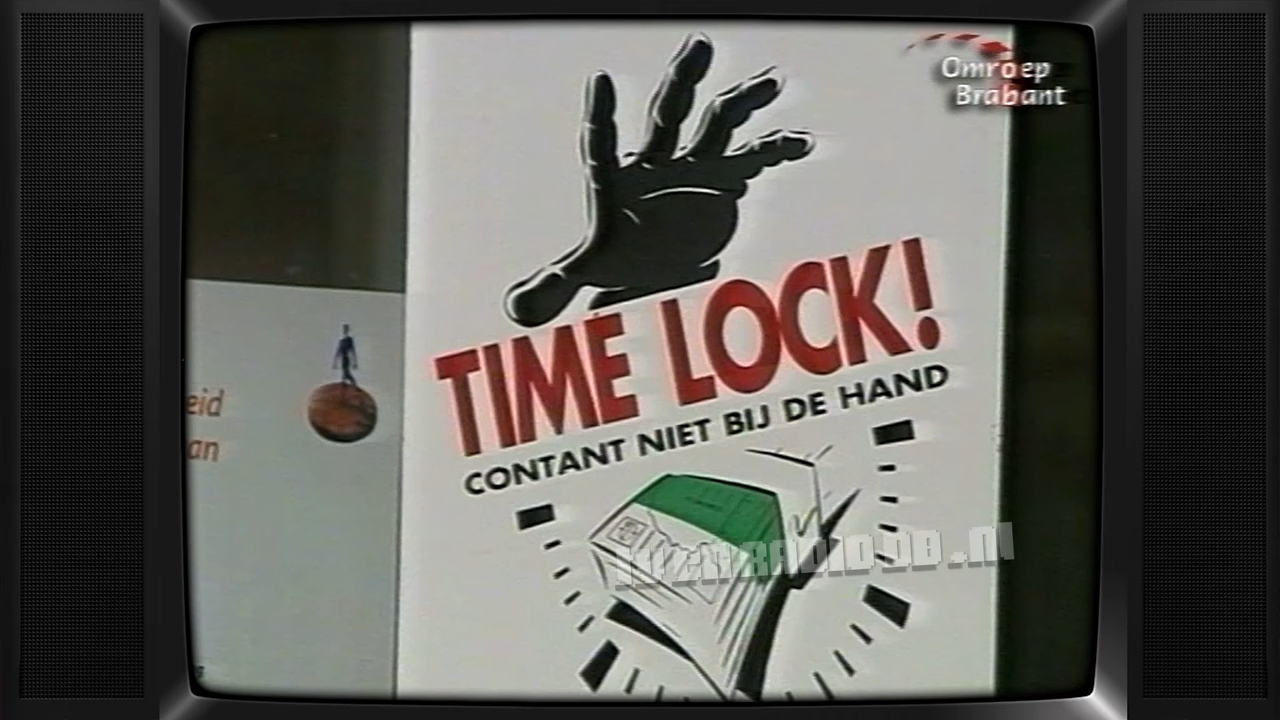 Omroep
Brabant
TIME LOCK!
CONTANT NIET BIJ DE HAND
eid
an